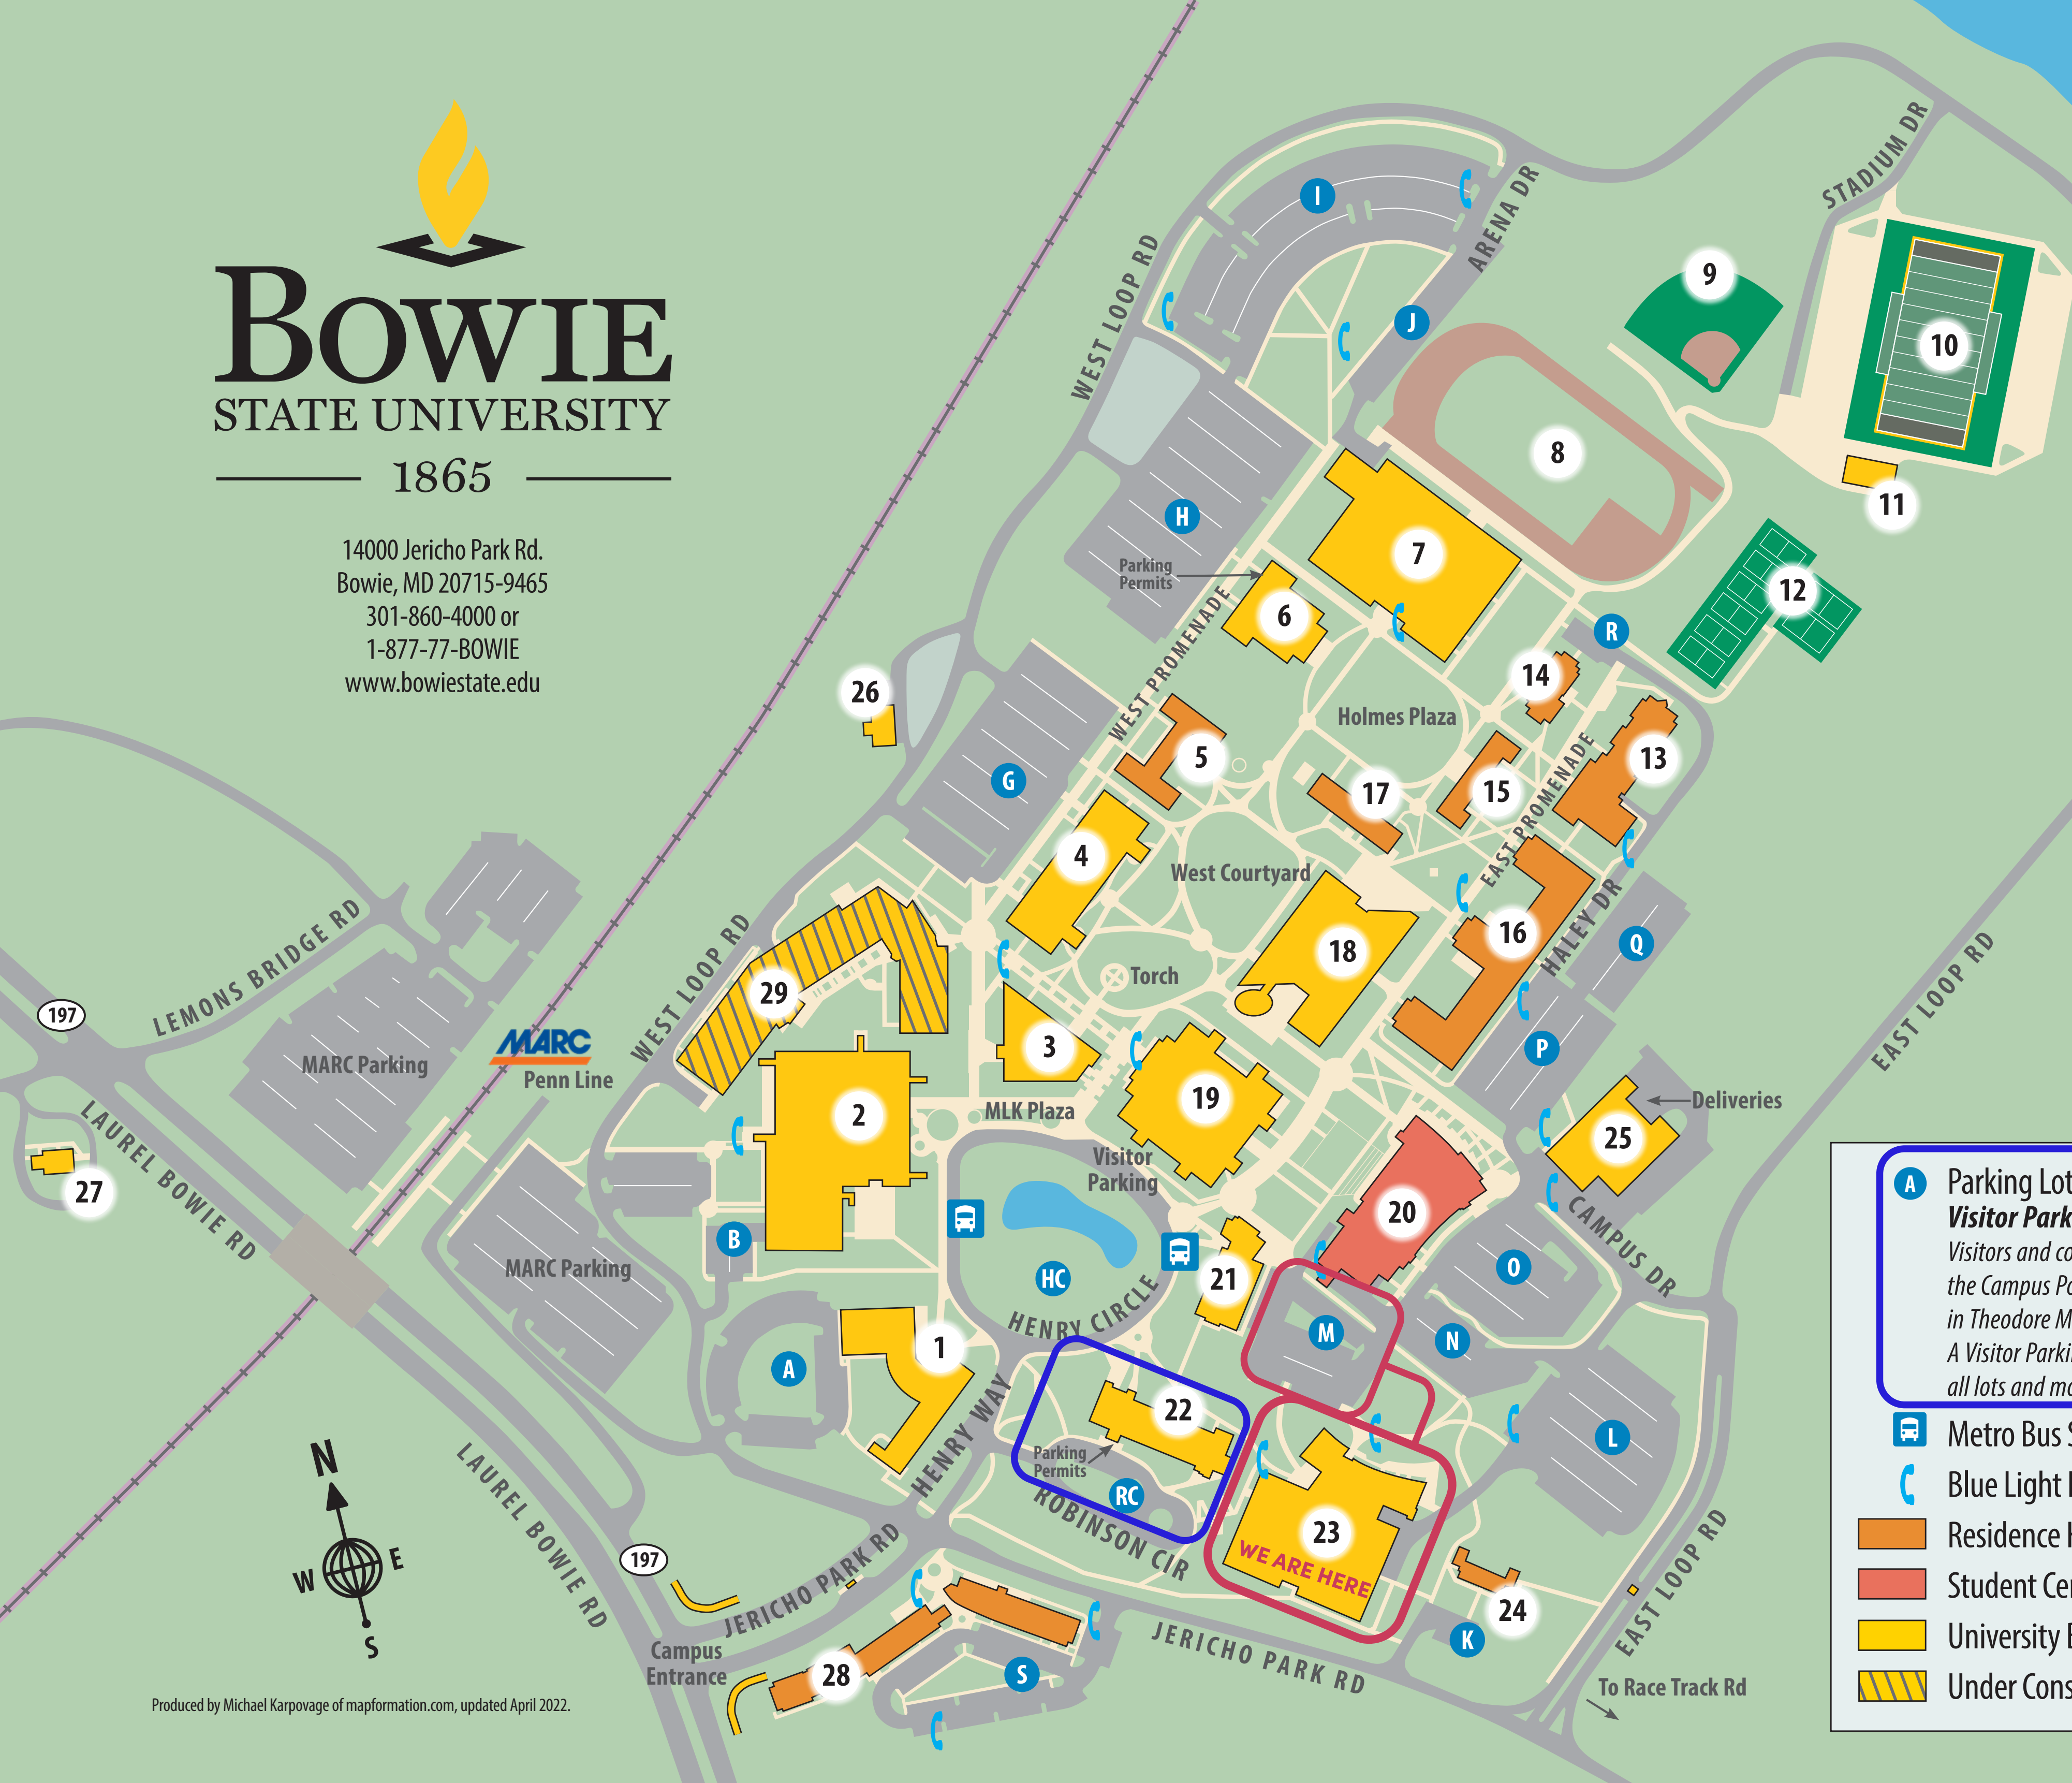 BOWIE
STATE UNIVERSITY
1865
14000 Jericho Park Rd.
Bowie, MD 20715-9465
301-860-4000 or
1-877-77-BOWIE
www.bowiestate.edu
STADIUM DR
ARENA DR
WEST LOOP RD
I
J
9
10
8
11
H
7
12
Parking
Permits
6
R
WEST PROMENADE
14
26
Holmes Plaza
13
5
G
17
15
EAST PROMENADE
4
West Courtyard
LEMONS BRIDGE RD
WEST LOOP RD
16
HALEY DR
Q
18
EAST LOOP RD
Torch
29
197
MARC
3
P
MARC Parking
Penn Line
19
MLK Plaza
2
Deliveries
25
LAUREL BOWIE RD
27
Visitor
Parking
20
CAMPUS DR
B
MARC Parking
HC
21
O
HENRY CIRCLE
M
N
1
A
HENRY WAY
22
L
Parking
Permits
RC
ROBINSON CIR
23
WE ARE HERE
N
W
E
S
LAUREL BOWIE RD
197
JERICHO PARK RD
24
K
EAST LOOP RD
Campus
Entrance
28
S
JERICHO PARK RD
To Race Track Rd
Produced by Michael Karpovage of mapformation.com, updated April 2022.
A
Parking Lot
Visitor Park
Visitors and co
the Campus Po
in Theodore M
A Visitor Parki
all lots and mo
Metro Bus S
Blue Light
Residence
Student Ce
University
Under Cons